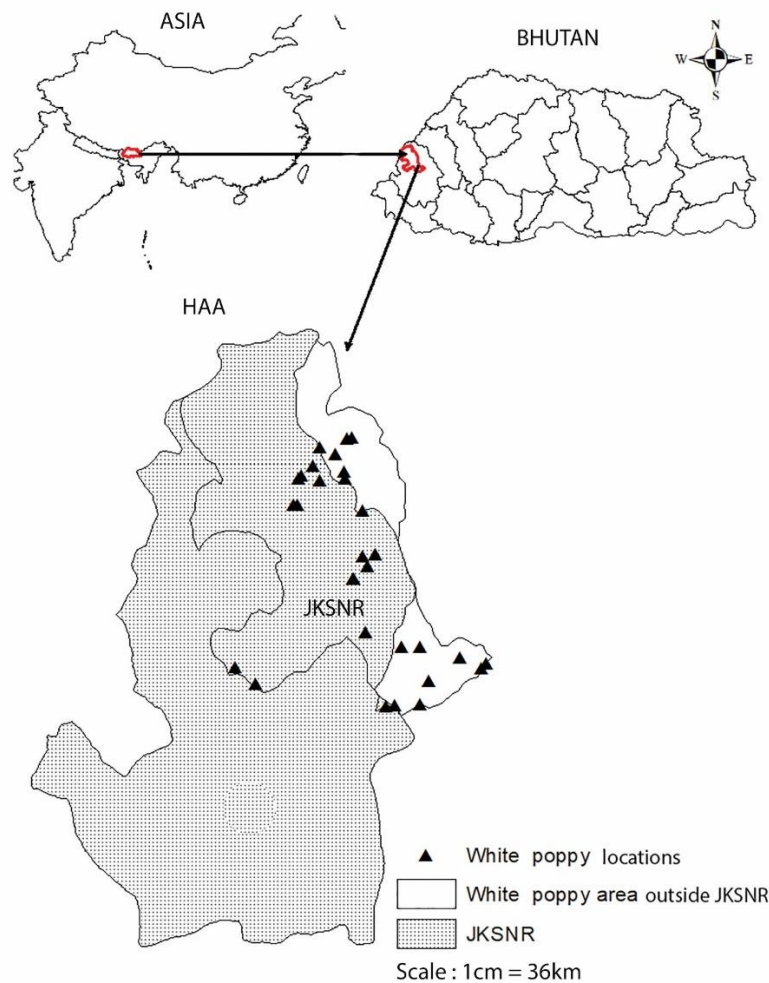 ASIA
BHUTAN
N
W E
S
HAA
JKSNR
White poppy locations
White poppy area outside JKSNR
JKSNR
Scale : 1cm = 36km